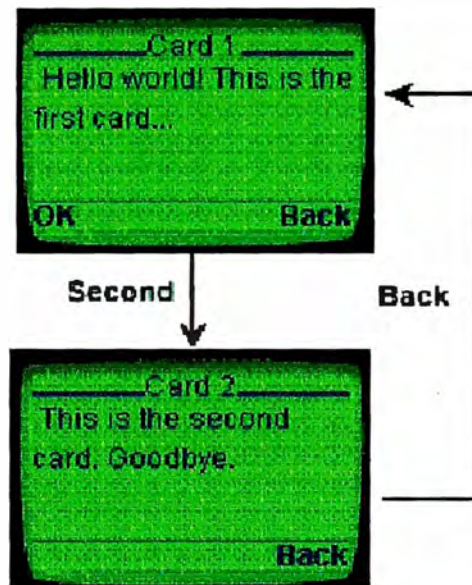 Card 1
Hello world! This is the
first card...
OK Back
Second
Back
Card 2
This is the second
card. Goodbye.
Back